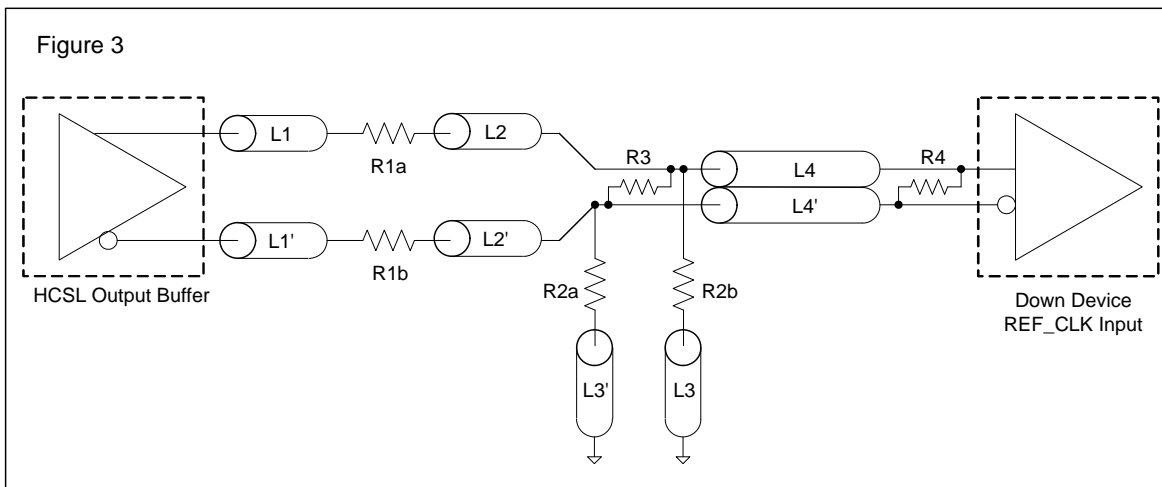 Figure 3
L1
R1a
L2
R3
L4
R4
L4'
L1'
R1b
L2'
HCSL Output Buffer
R2a
R2b
Down Device
REF_CLK Input
L3'
L3